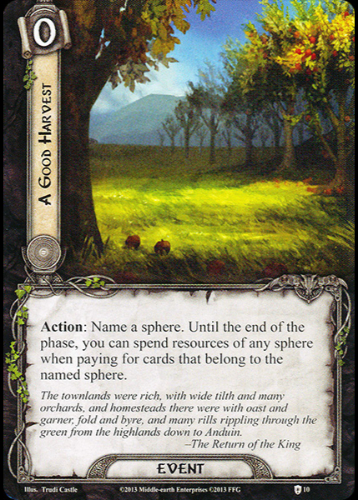 0
A GOOD HARVEST
Action: Name a sphere. Until the end of the
phase, you can spend resources of any sphere
when paying for cards that belong to the
named sphere.
The townlands were rich, with wide tilth and many
orchards, and homesteads there were with oast and
garner, fold and byre, and many rills rippling through the
green from the highlands down to Anduin.
–The Return of the King
EVENT
Illus. Trudi Castle
©2013 Middle-earth Enterprises ©2013 FFG
10